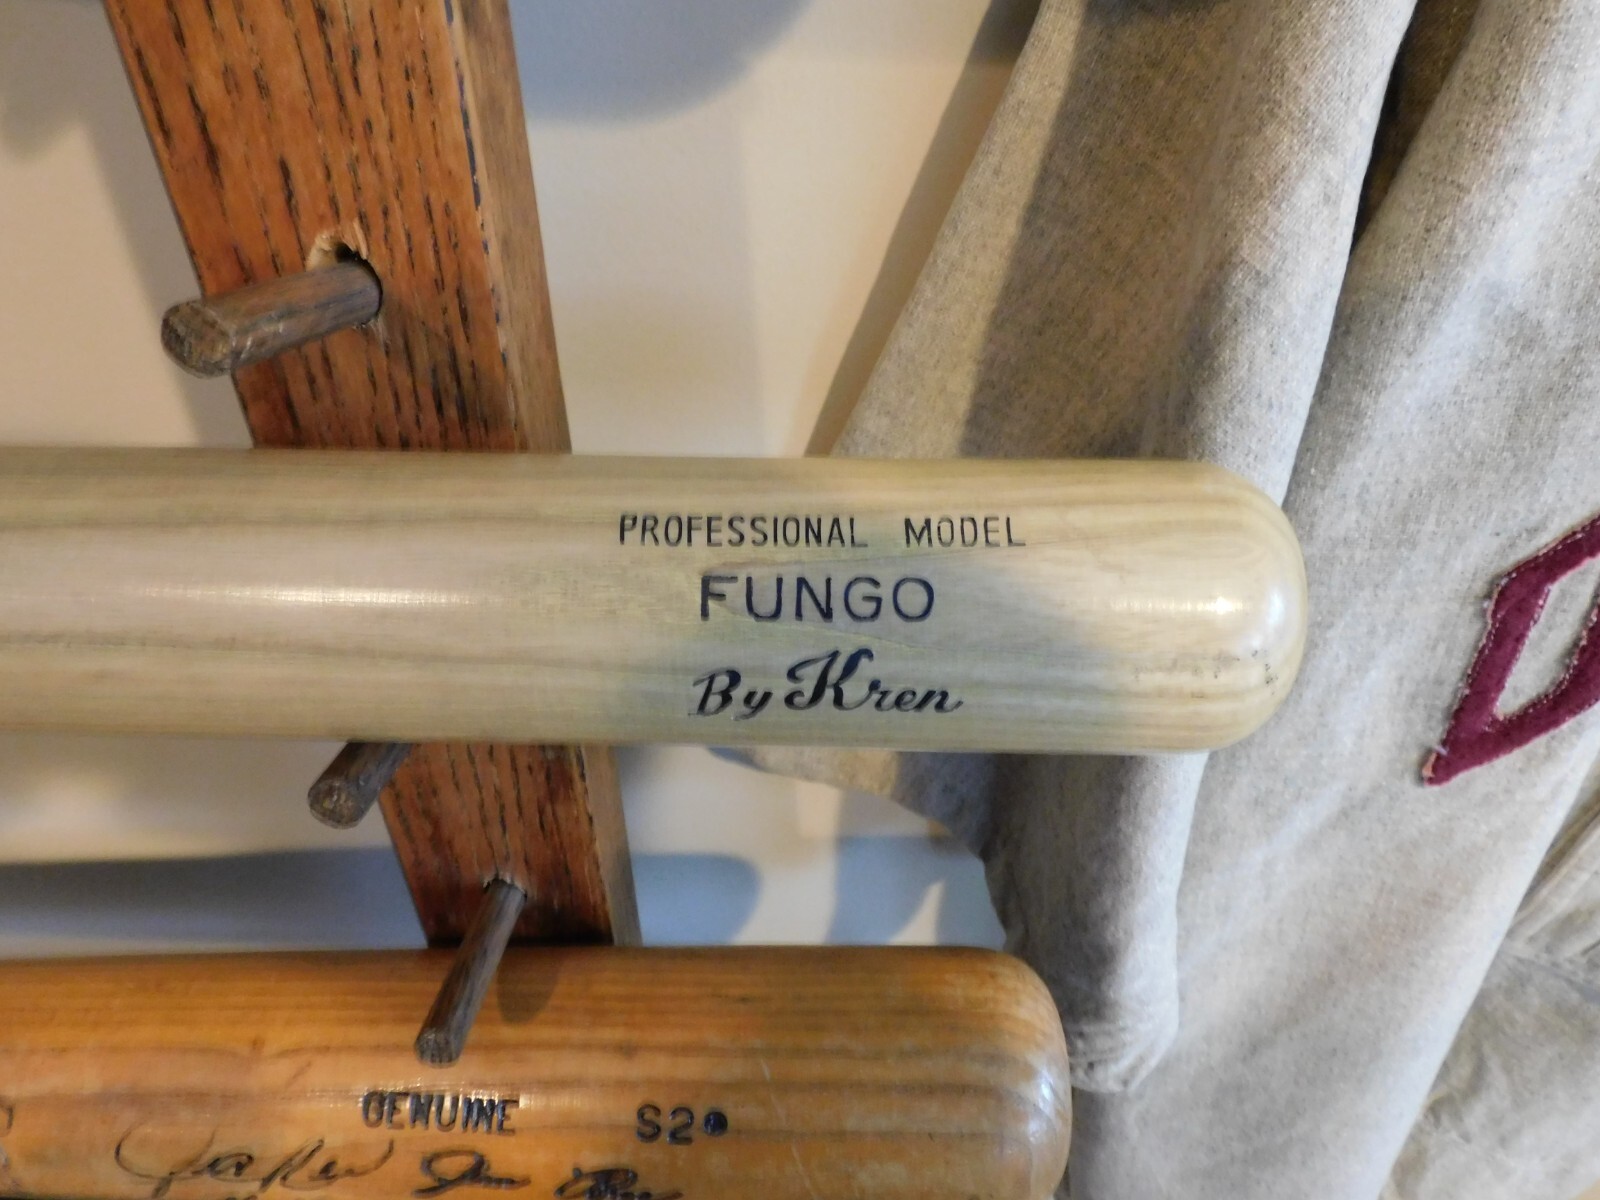 PROFESSIONAL MODEL
FUNGO
By Kren
GENUINE S2